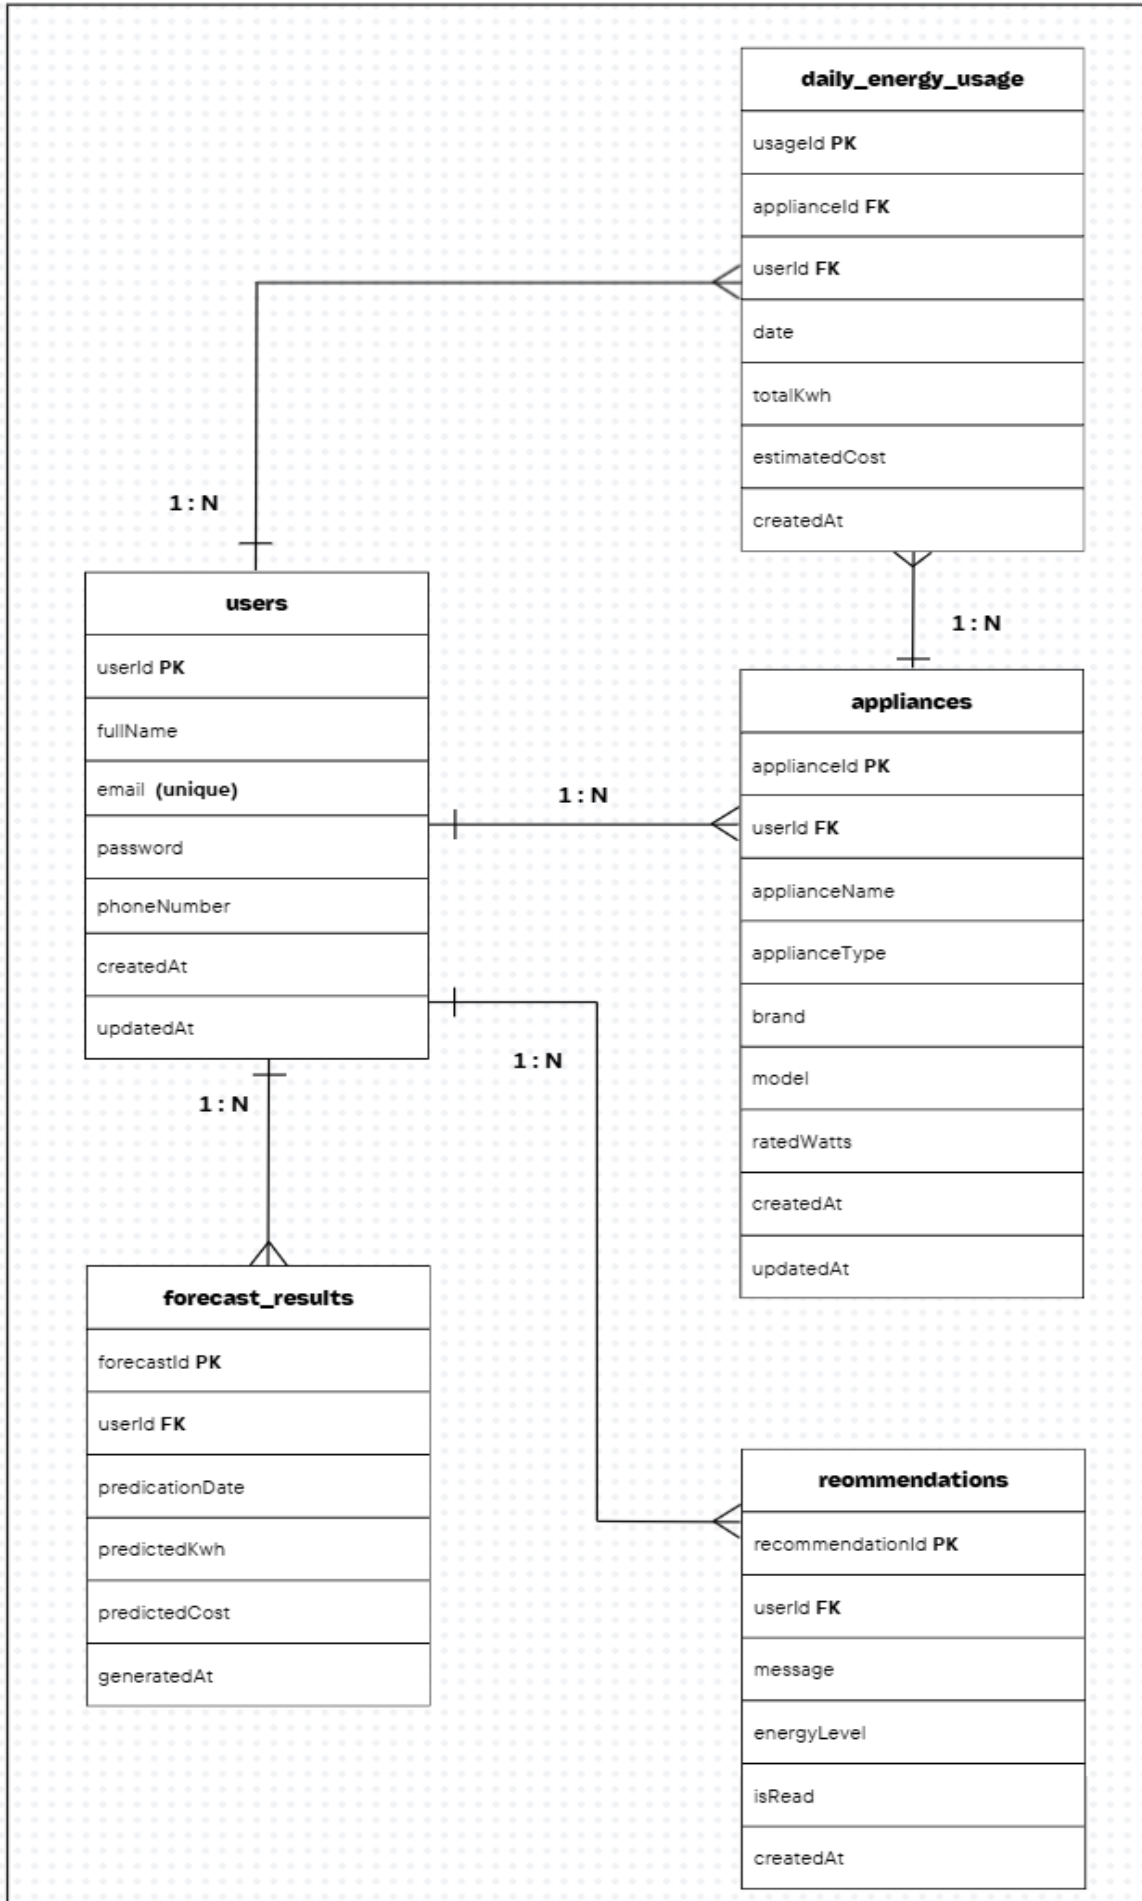 daily_energy_usage
usageId PK
applianceId FK
userId FK
date
totalKwh
estimatedCost
createdAt
1 : N
1 : N
users
userId PK
fullName
email (unique)
password
phoneNumber
createdAt
updatedAt
1 : N
appliances
applianceId PK
userId FK
applianceName
applianceType
brand
model
ratedWatts
createdAt
updatedAt
1 : N
1 : N
forecast_results
forecastId PK
userId FK
predicationDate
predictedKwh
predictedCost
generatedAt
reommendations
recommendationId PK
userId FK
message
energyLevel
isRead
createdAt